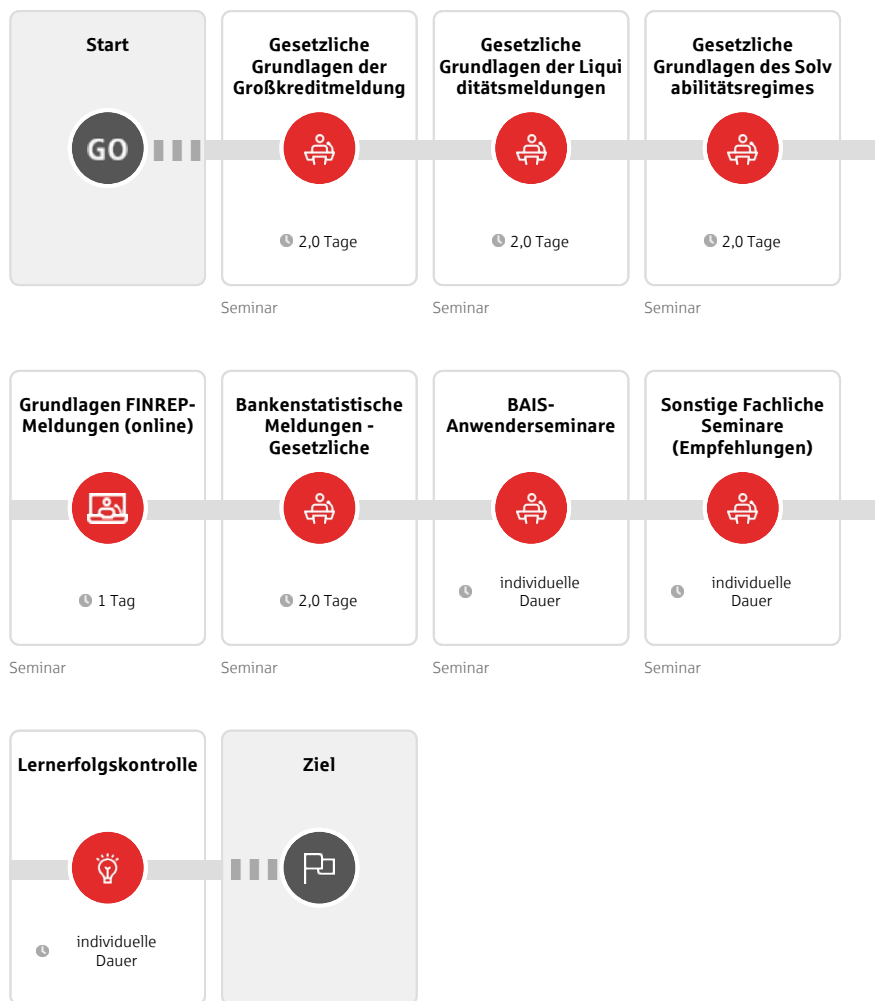 Start
GO
Gesetzliche
Grundlagen der
Großkreditmeldung
2,0 Tage
Seminar
Gesetzliche
Grundlagen der Liqui
ditätsmeldungen
2,0 Tage
Seminar
Gesetzliche
Grundlagen des Solv
abilitätsregimes
2,0 Tage
Seminar
Grundlagen FINREP-
Meldungen (online)
1 Tag
Seminar
Bankenstatistische
Meldungen -
Gesetzliche
2,0 Tage
Seminar
BAIS-
Anwenderseminare
individuelle
Dauer
Seminar
Sonstige Fachliche
Seminare
(Empfehlungen)
individuelle
Dauer
Seminar
Lernerfolgskontrolle
individuelle
Dauer
Ziel